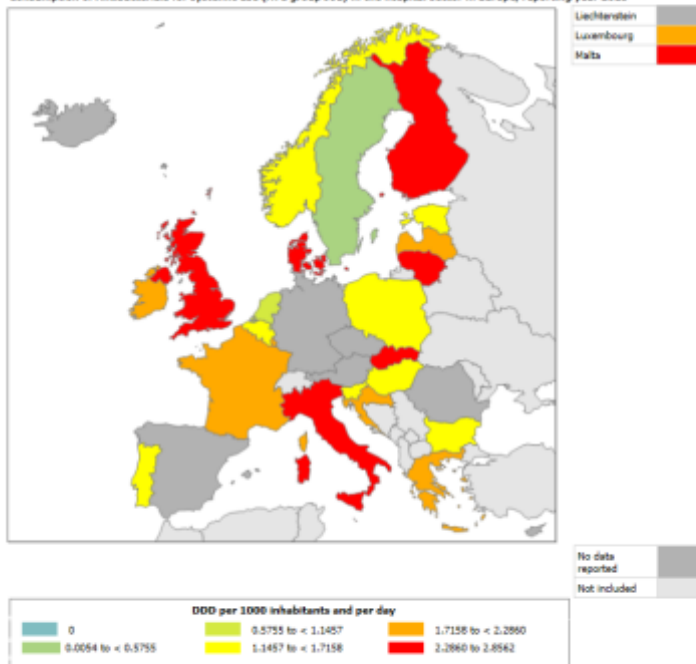 Liechtenstein
Luxembourg
Malta
No data
reported
Not included
DDD per 1000 inhabitants and per day
0
0.5755 to < 1.1457
1.7158 to < 2.2860
0.0054 to < 0.5755
1.1457 to < 1.7158
2.2860 to 2.8562